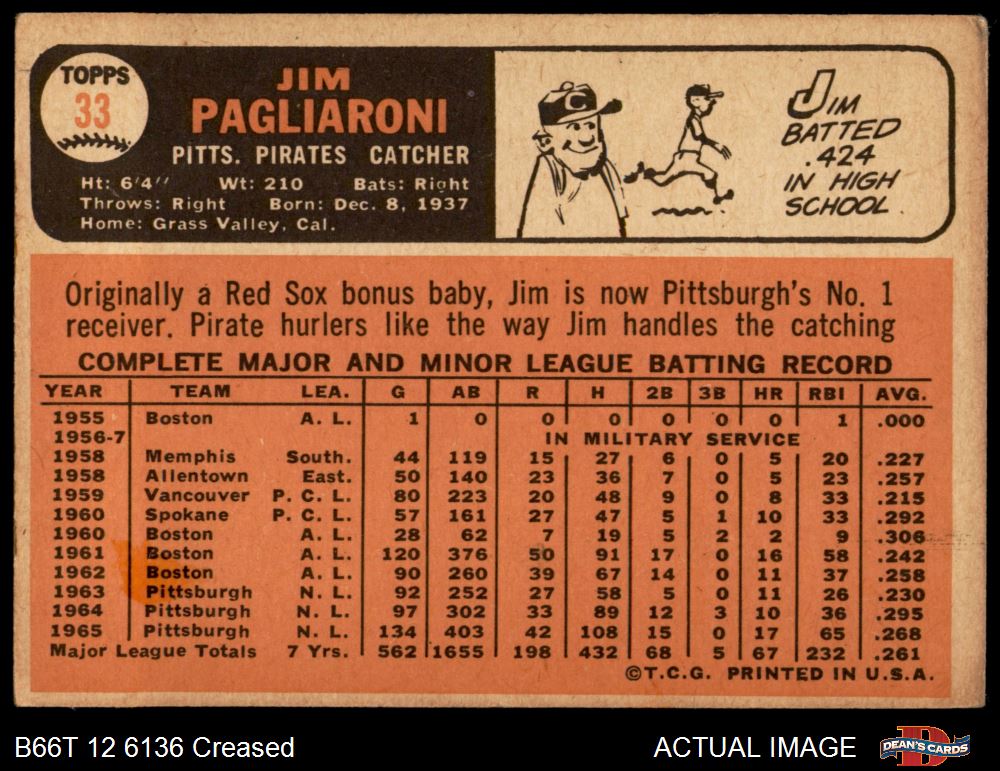 TOPPS
33
JIM
PAGLIARONI
PITTS. PIRATES CATCHER
Ht: 6'4" Wt: 210 Bats: Right
Throws: Right Born: Dec. 8, 1937
Home: Grass Valley, Cal.
C
JIM
BATTED
.424
IN HIGH
SCHOOL.
Originally a Red Sox bonus baby, Jim is now Pittsburgh's No. 1
receiver. Pirate hurlers like the way Jim handles the catching
COMPLETE MAJOR AND MINOR LEAGUE BATTING RECORD
YEAR TEAM LEA. G AB R H 2B 3B HR RBI AVG.
1955 Boston A. L. 1 0 0 0 0 0 0 1 .000
1956-7 IN MILITARY SERVICE
1958 Memphis South. 44 119 15 27 6 0 5 20 .227
1958 Allentown East. 50 140 23 36 7 0 5 23 .257
1959 Vancouver P. C. L. 80 223 20 48 9 0 8 33 .215
1960 Spokane P. C. L. 57 161 27 47 5 1 10 33 .292
1960 Boston A. L. 28 62 7 19 5 2 2 9 .306
1961 Boston A. L. 120 376 50 91 17 0 16 58 .242
1962 Boston A. L. 90 260 39 67 14 0 11 37 .258
1963 Pittsburgh N. L. 92 252 27 58 5 0 11 26 .230
1964 Pittsburgh N. L. 97 302 33 89 12 3 10 36 .295
1965 Pittsburgh N. L. 134 403 42 108 15 0 17 65 .268
Major League Totals 7 Yrs. 562 1655 198 432 68 5 67 232 .261
©T.C.G. PRINTED IN U.S.A.
B66T 12 6136 Creased
ACTUAL IMAGE
D
DEAN'S CARDS